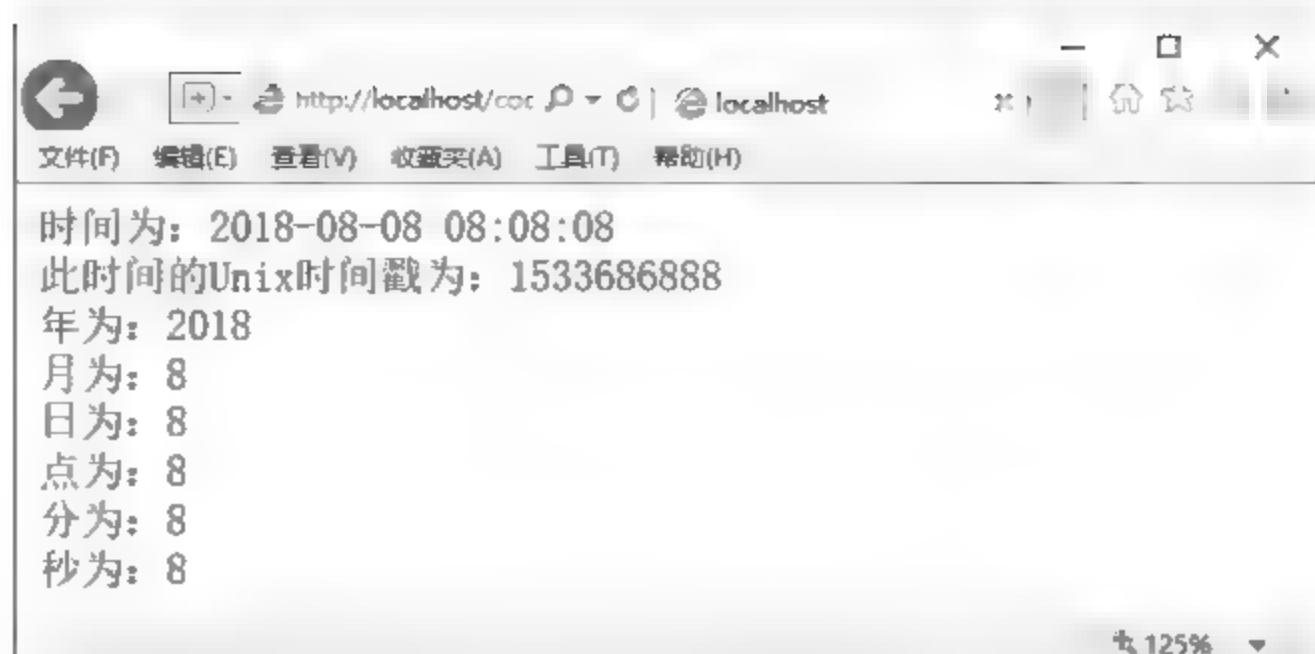 http://localhost/coc localhost
文件(F) 编辑(E) 查看(V) 收藏夹(A) 工具(T) 帮助(H)
时间为：2018-08-08 08:08:08
此时间的Unix时间戳为：1533686888
年为：2018
月为：8
日为：8
点为：8
分为：8
秒为：8
125%